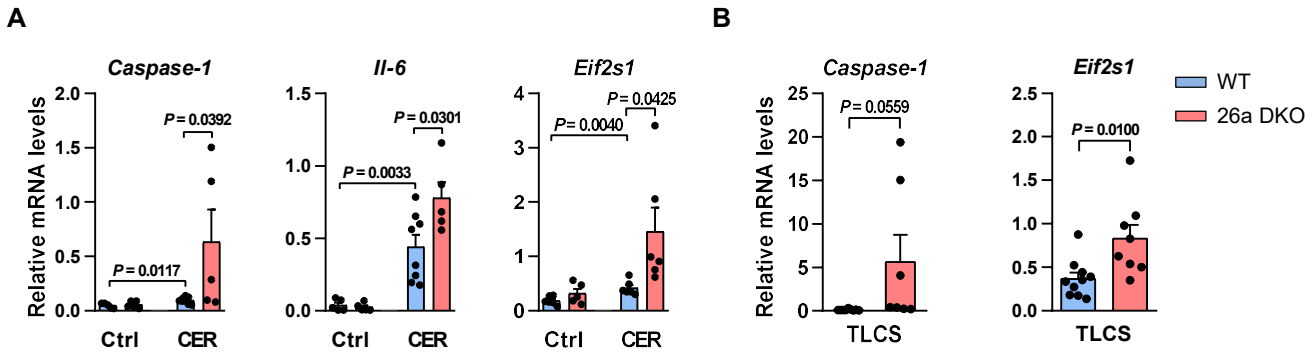 A
B
Caspase-1
Il-6
Eif2s1
Caspase-1
Eif2s1
Relative mRNA levels
2.0
1.5
1.0
0.5
0.0
P = 0.0392
P = 0.0117
Ctrl
CER
1.5
1.0
0.5
0.0
P = 0.0301
P = 0.0033
Ctrl
CER
4
3
2
1
0
P = 0.0425
P = 0.0040
Ctrl
CER
Relative mRNA levels
25
20
15
10
5
0
P = 0.0559
TLCS
2.5
2.0
1.5
1.0
0.5
0.0
P = 0.0100
TLCS
WT
26a DKO